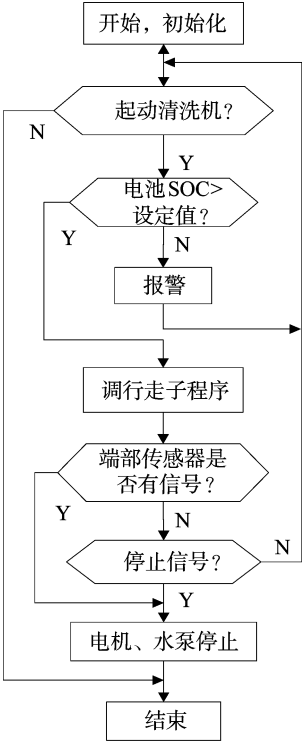 开始，初始化
起动清洗机？
N
Y
电池SOC>
设定值？
Y
N
报警
调行走子程序
端部传感器是
否有信号？
Y
N
停止信号？
N
Y
电机、水泵停止
结束